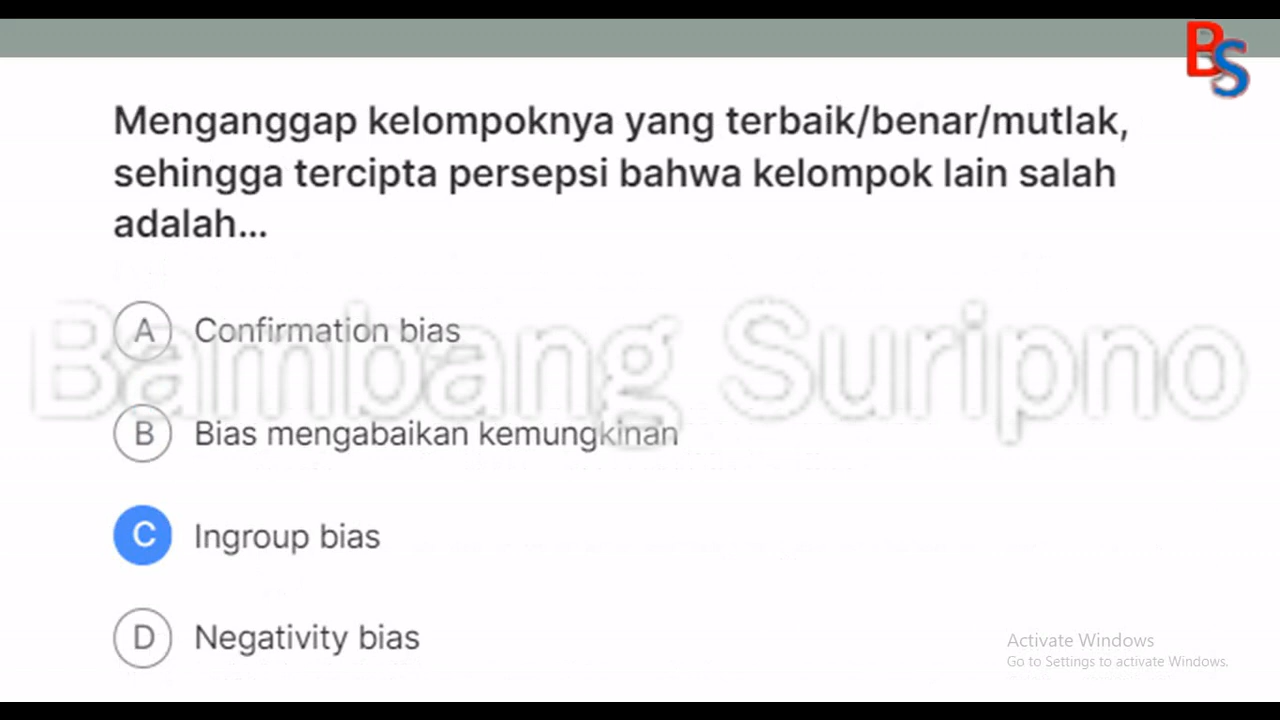 BS
Menganggap kelompoknya yang terbaik/benar/mutlak,
sehingga tercipta persepsi bahwa kelompok lain salah
adalah...
A Confirmation bias
Bambang Suripno
B Bias mengabaikan kemungkinan
C Ingroup bias
D Negativity bias
Activate Windows
Go to Settings to activate Windows.